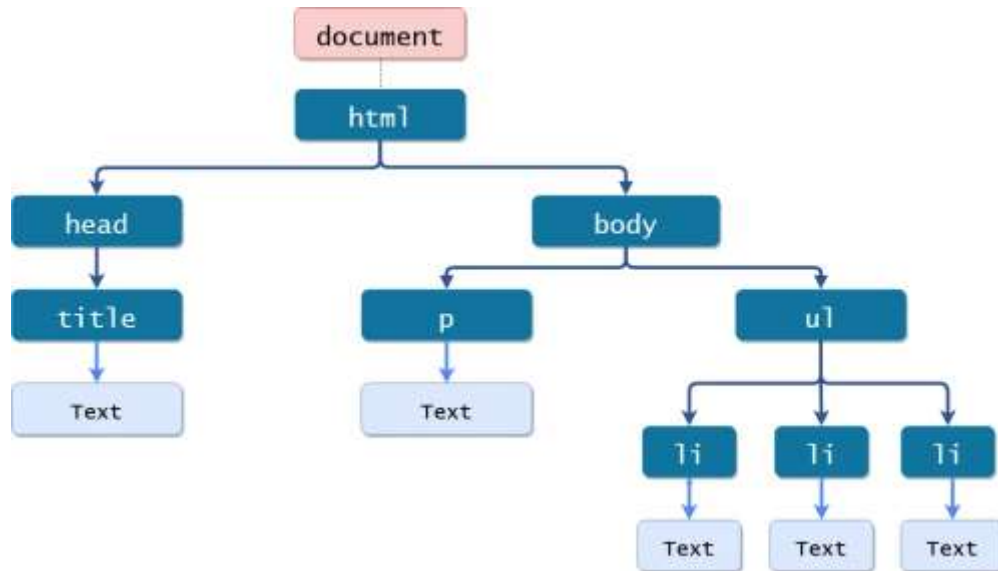 document
html
head
body
title
p
ul
Text
Text
li
li
li
Text
Text
Text